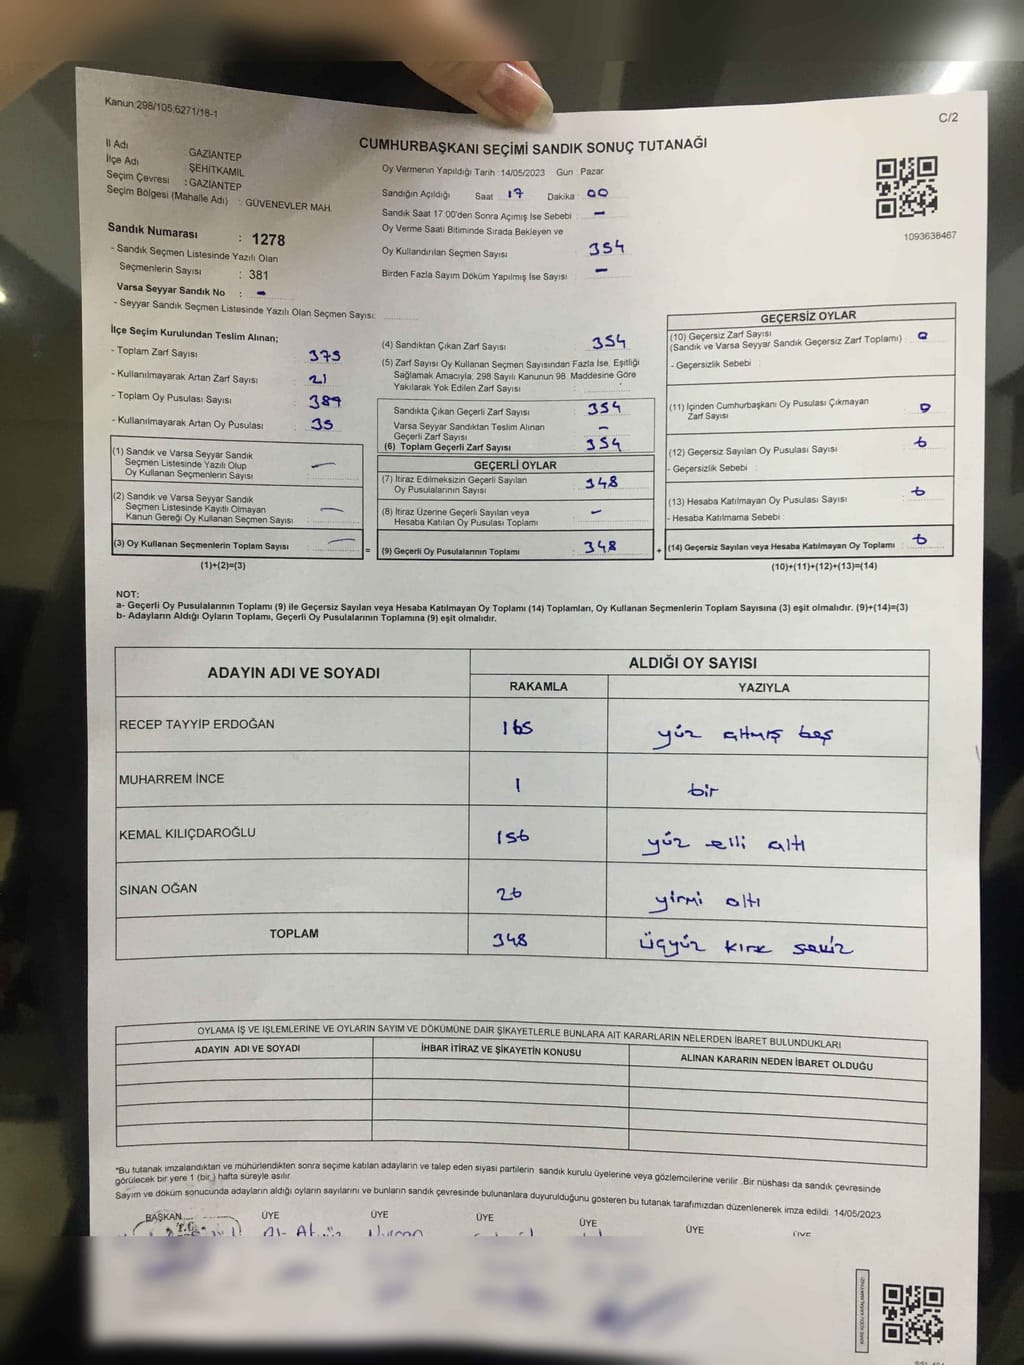 Kanun:298/105,6271/18-1
C/2
CUMHURBAŞKANI SEÇİMİ SANDIK SONUÇ TUTANAĞI
İl Adı : GAZİANTEP
İlçe Adı : ŞEHİTKAMİL
Seçim Çevresi : GAZİANTEP
Seçim Bölgesi (Mahalle Adı) : GÜVENEVLER MAH.
Sandık Numarası : 1278
- Sandık Seçmen Listesinde Yazılı Olan
Seçmenlerin Sayısı : 381
Varsa Seyyar Sandık No : -
- Seyyar Sandık Seçmen Listesinde Yazılı Olan Seçmen Sayısı:
Oy Vermenin Yapıldığı Tarih :14/05/2023 Gün Pazar
Sandığın Açıldığı Saat 17 Dakika 00
Sandık Saat 17 00'den Sonra Açımış İse Sebebi : -
Oy Verme Saati Bitiminde Sırada Bekleyen ve
Oy Kullandırılan Seçmen Sayısı : 354
Birden Fazla Sayım Döküm Yapılmış İse Sayısı : -
1093638467
İlçe Seçim Kurulundan Teslim Alınan;
- Toplam Zarf Sayısı : 375
- Kullanılmayarak Artan Zarf Sayısı : 21
- Toplam Oy Pusulası Sayısı : 389
- Kullanılmayarak Artan Oy Pusulası : 35
(1) Sandık ve Varsa Seyyar Sandık
Seçmen Listesinde Yazılı Olup
Oy Kullanan Seçmenlerin Sayısı : -
(2) Sandık ve Varsa Seyyar Sandık
Seçmen Listesinde Kayıtlı Olmayan
Kanun Gereği Oy Kullanan Seçmen Sayısı : -
(3) Oy Kullanan Seçmenlerin Toplam Sayısı : -
(1)+(2)=(3)
=
(4) Sandıktan Çıkan Zarf Sayısı : 354
(5) Zarf Sayısı Oy Kullanan Seçmen Sayısından Fazla İse, Eşitliği
Sağlamak Amacıyla; 298 Sayılı Kanunun 98. Maddesine Göre
Yakılarak Yok Edilen Zarf Sayısı :
Sandıkta Çıkan Geçerli Zarf Sayısı : 354
Varsa Seyyar Sandıktan Teslim Alınan
Geçerli Zarf Sayısı : -
(6) Toplam Geçerli Zarf Sayısı : 354
GEÇERLİ OYLAR
(7) İtiraz Edilmeksizin Geçerli Sayılan
Oy Pusulalarının Sayısı : 348
(8) İtiraz Üzerine Geçerli Sayılan veya
Hesaba Katılan Oy Pusulası Toplamı : -
(9) Geçerli Oy Pusulalarının Toplamı : 348
+
GEÇERSİZ OYLAR
(10) Geçersiz Zarf Sayısı
(Sandık ve Varsa Seyyar Sandık Geçersiz Zarf Toplamı) : 0
- Geçersizlik Sebebi :
(11) İçinden Cumhurbaşkanı Oy Pusulası Çıkmayan
Zarf Sayısı : 0
(12) Geçersiz Sayılan Oy Pusulası Sayısı : 6
- Geçersizlik Sebebi :
(13) Hesaba Katılmayan Oy Pusulası Sayısı : 6
- Hesaba Katılmama Sebebi :
(14) Geçersiz Sayılan veya Hesaba Katılmayan Oy Toplamı : 6
(10)+(11)+(12)+(13)=(14)
NOT:
a- Geçerli Oy Pusulalarının Toplamı (9) ile Geçersiz Sayılan veya Hesaba Katılmayan Oy Toplamı (14) Toplamları, Oy Kullanan Seçmenlerin Toplam Sayısına (3) eşit olmalıdır. (9)+(14)=(3)
b- Adayların Aldığı Oyların Toplamı, Geçerli Oy Pusulalarının Toplamına (9) eşit olmalıdır.
ADAYIN ADI VE SOYADI ALDIĞI OY SAYISI
RAKAMLA YAZIYLA
RECEP TAYYİP ERDOĞAN 165 yüz altmış beş
MUHARREM İNCE 1 bir
KEMAL KILIÇDAROĞLU 156 yüz elli altı
SİNAN OĞAN 26 yirmi altı
TOPLAM 348 üçyüz kırk sekiz
OYLAMA İŞ VE İŞLEMLERİNE VE OYLARIN SAYIM VE DÖKÜMÜNE DAİR ŞİKAYETLERLE BUNLARA AİT KARARLARIN NELERDEN İBARET BULUNDUKLARI
ADAYIN ADI VE SOYADI İHBAR İTİRAZ VE ŞİKAYETİN KONUSU ALINAN KARARIN NEDEN İBARET OLDUĞU
*Bu tutanak imzalandıktan ve mühürlendikten sonra seçime katılan adayların ve talep eden siyasi partilerin sandık kurulu üyelerine veya gözlemcilerine verilir. Bir nüshası da sandık çevresinde
görülecek bir yere 1 (bir) hafta süreyle asılır.
Sayım ve döküm sonucunda adayların aldığı oyların sayılarını ve bunların sandık çevresinde bulunanlara duyurulduğunu gösteren bu tutanak tarafımızdan düzenlenerek imza edildi. 14/05/2023
BAŞKAN ÜYE ÜYE ÜYE ÜYE ÜYE ÜYE
T.C.